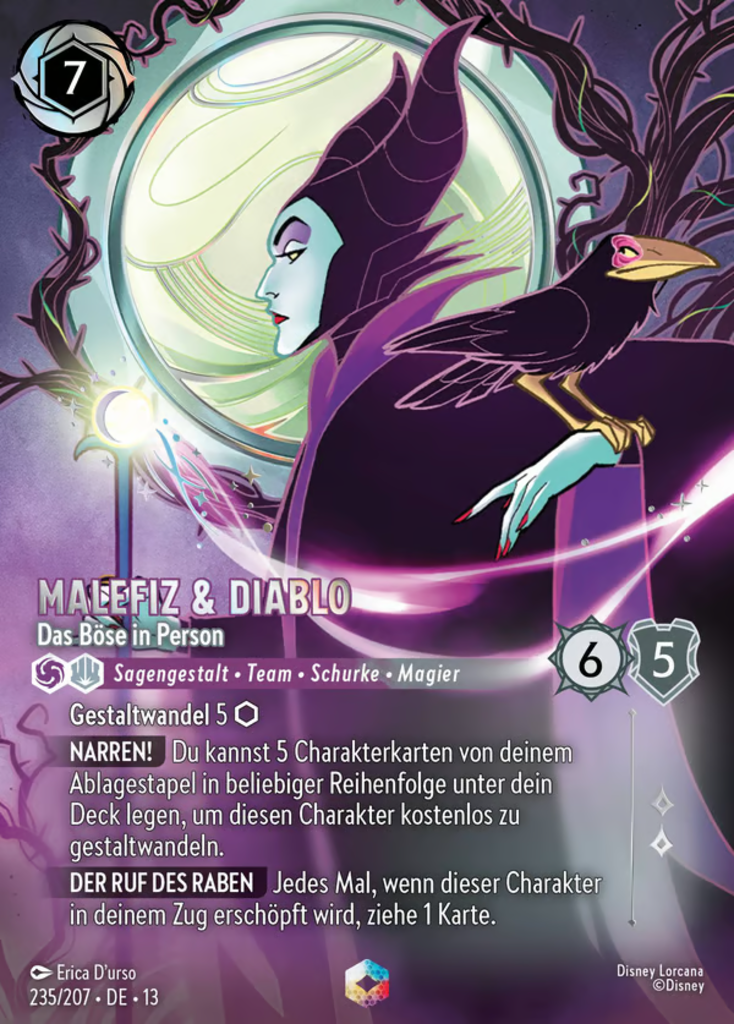 7
MALEFIZ & DIABLO
Das Böse in Person
Sagengestalt • Team • Schurke • Magier
6
5
Gestaltwandel 5
NARREN! Du kannst 5 Charakterkarten von deinem
Ablagestapel in beliebiger Reihenfolge unter dein
Deck legen, um diesen Charakter kostenlos zu
gestaltwandeln.
DER RUF DES RABEN Jedes Mal, wenn dieser Charakter
in deinem Zug erschöpft wird, ziehe 1 Karte.
Erica D'urso
235/207 • DE • 13
Disney Lorcana
©Disney